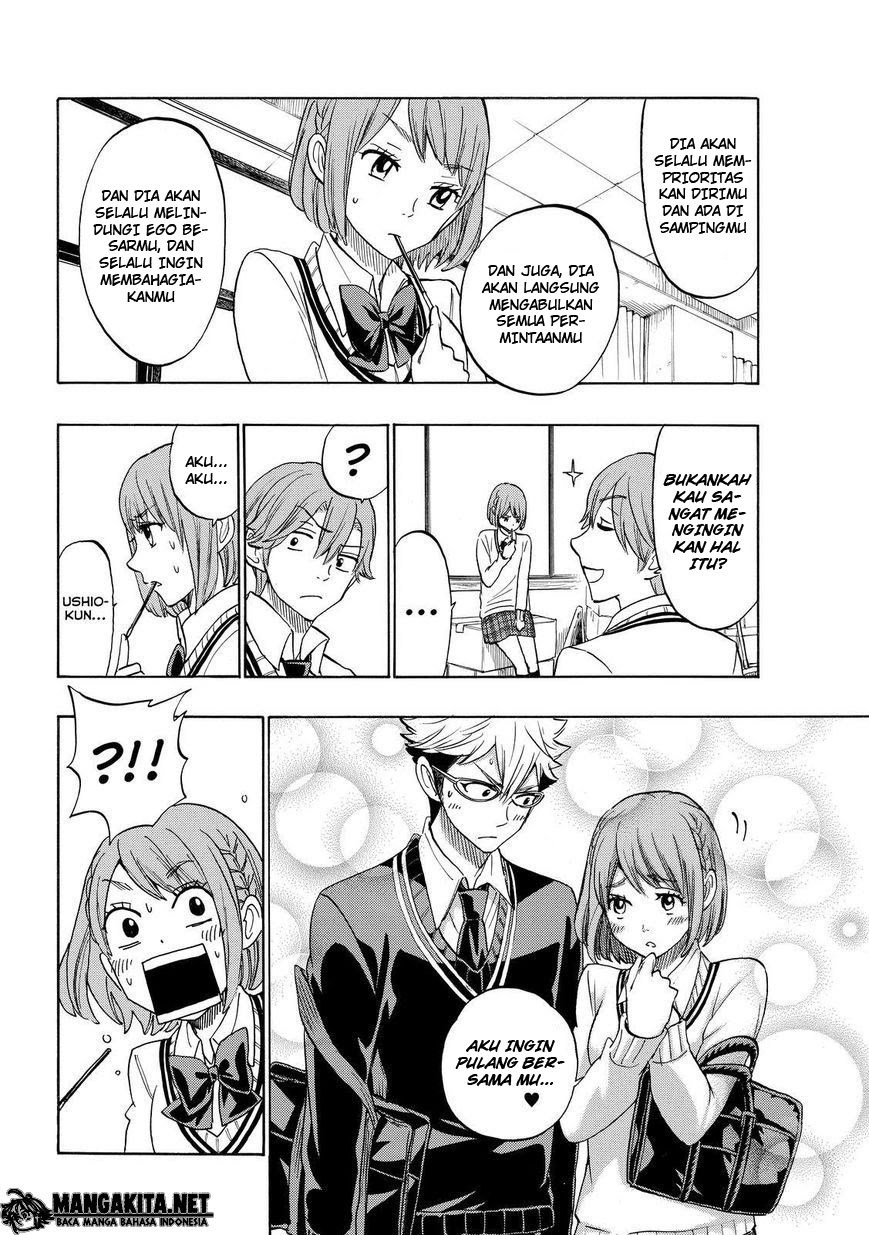 DIA AKAN
SELALU MEM-
PRIORITAS
KAN DIRIMU
DAN ADA DI
SAMPINGMU
DAN JUGA, DIA
AKAN LANGSUNG
MENGABULKAN
SEMUA PER-
MINTAANMU
DAN DIA AKAN
SELALU MELIN-
DUNGI EGO BE-
SARMU, DAN
SELALU INGIN
MEMBAHAGIA-
KANMU
BUKANKAH
KAU SA-
NGAT ME-
NGINGIN
KAN HAL
ITU?
...
?
AKU...
AKU...
USHIO-
KUN...
AKU INGIN
PULANG BER-
SAMA MU...
♥
?!!
MANGAKITA.NET
BACA MANGA BAHASA INDONESIA